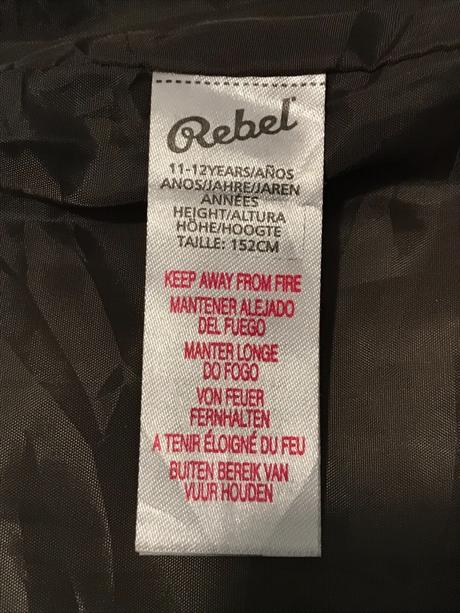 Rebel
11-12YEARS/AÑOS
ANOS/JAHRE/JAREN
ANNÉES
HEIGHT/ALTURA
HÖHE/HOOGTE
TAILLE: 152CM
KEEP AWAY FROM FIRE
MANTENER ALEJADO
DEL FUEGO
MANTER LONGE
DO FOGO
VON FEUER
FERNHALTEN
A TENIR ÉLOIGNÉ DU FEU
BUITEN BEREIK VAN
VUUR HOUDEN